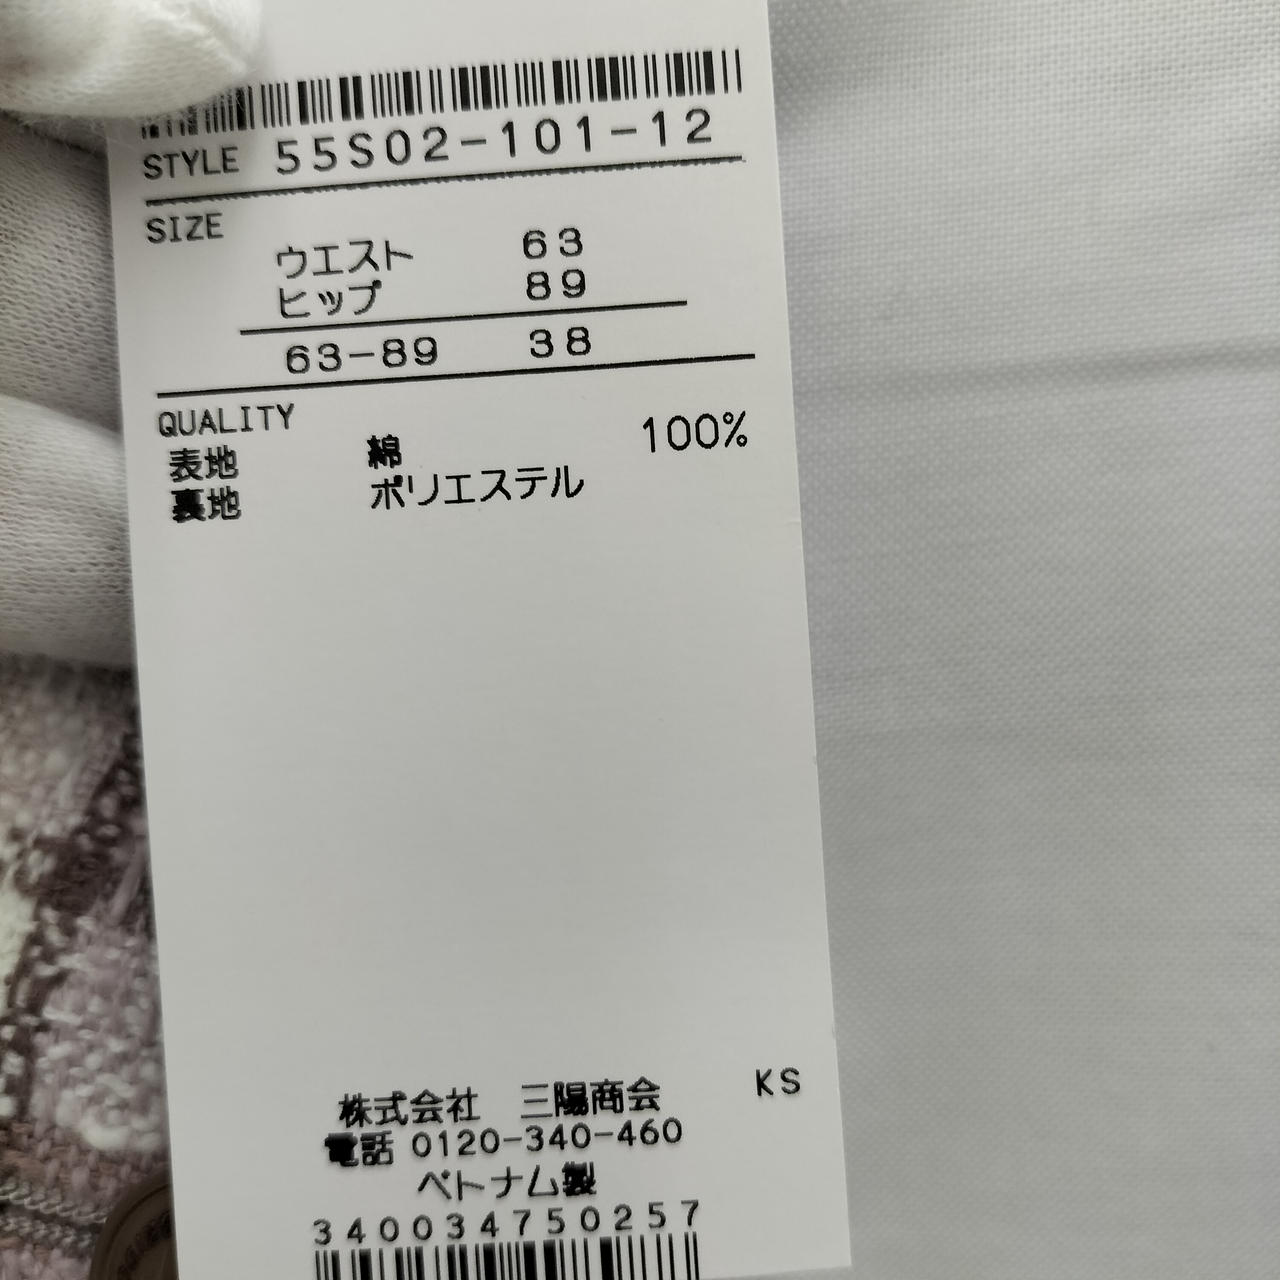 STYLE 55S02-101-12
SIZE
ウエスト 63
ヒップ 89
63-89 38
QUALITY
表地 綿 100%
裏地 ポリエステル
株式会社 三陽商会 KS
電話 0120-340-460
ベトナム製
340034750257